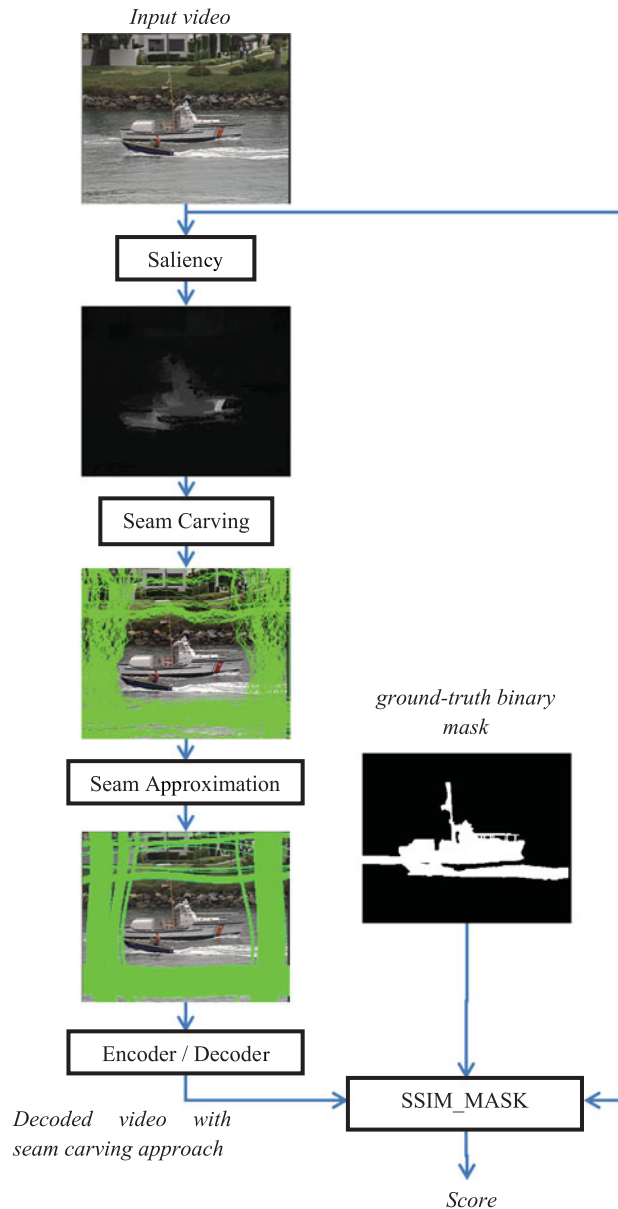 Input video
Saliency
Seam Carving
ground-truth binary
mask
Seam Approximation
Encoder / Decoder
SSIM_MASK
Decoded video with
seam carving approach
Score